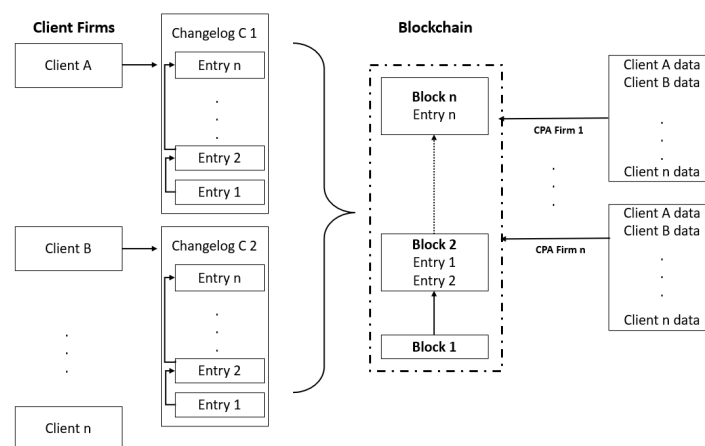 Client Firms
Client A
Client B
.
.
.
Client n
Changelog C 1
Entry n
.
.
.
Entry 2
Entry 1
Changelog C 2
Entry n
.
.
.
Entry 2
Entry 1
Blockchain
Block n
Entry n
Block 2
Entry 1
Entry 2
Block 1
CPA Firm 1
.
.
.
CPA Firm n
Client A data
Client B data
.
.
.
Client n data
Client A data
Client B data
.
.
.
Client n data